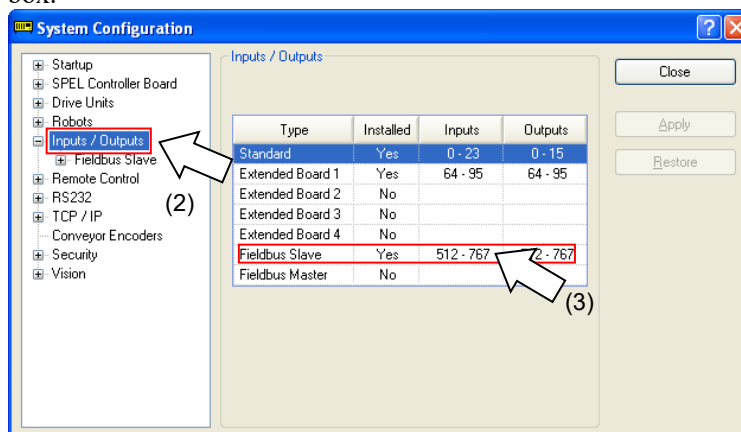 System Configuration
Startup
SPEL Controller Board
Drive Units
Robots
Inputs / Outputs
Fieldbus Slave
Remote Control
RS232
TCP / IP
Conveyor Encoders
Security
Vision
(2)
Inputs / Outputs
Type Installed Inputs Outputs
Standard Yes 0 - 23 0 - 15
Extended Board 1 Yes 64 - 95 64 - 95
Extended Board 2 No
Extended Board 3 No
Extended Board 4 No
Fieldbus Slave Yes 512 - 767 2 - 767
Fieldbus Master No
(3)
Close
Apply
Restore